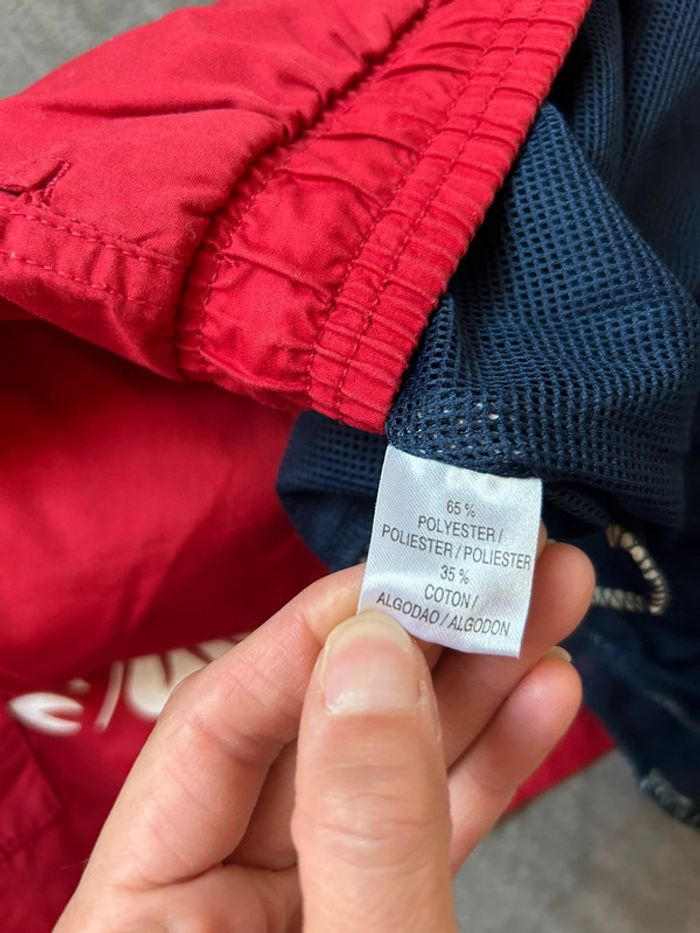 65 %
POLYESTER /
POLIESTER / POLIESTER
35 %
COTON /
ALGODAO / ALGODON